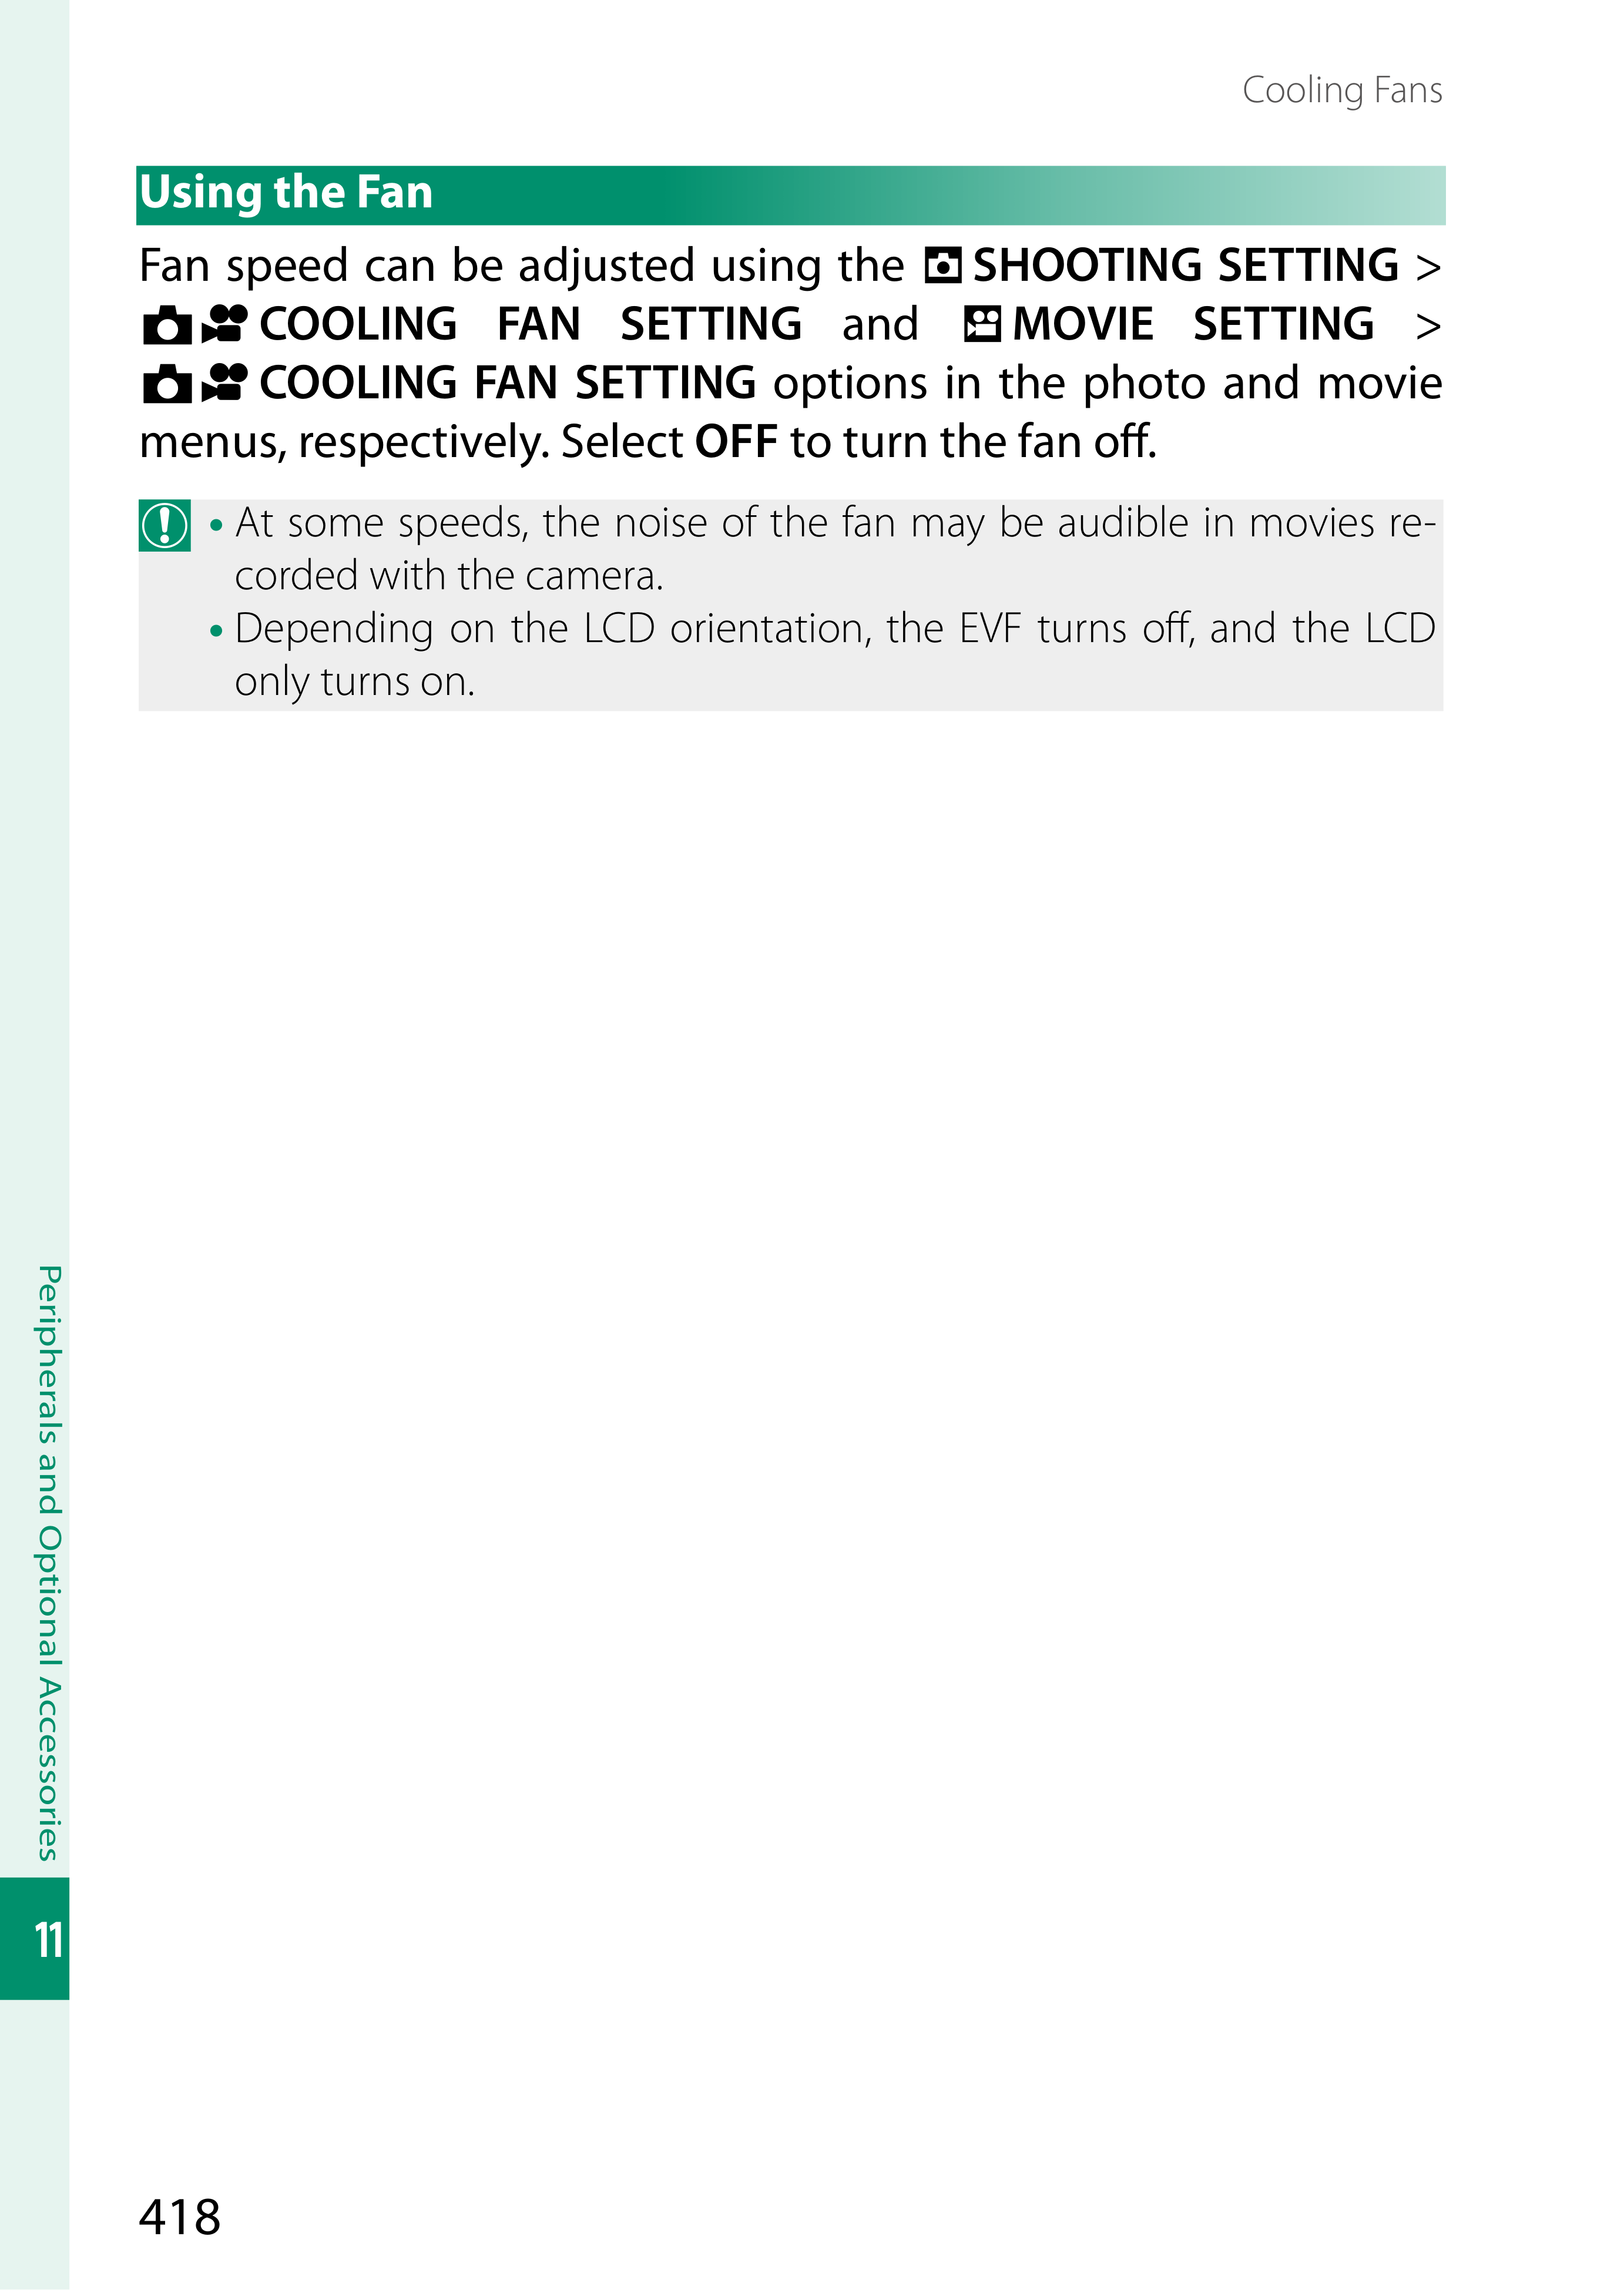 Cooling Fans
Using the Fan
Fan speed can be adjusted using the SHOOTING SETTING >
COOLING FAN SETTING and MOVIE SETTING >
COOLING FAN SETTING options in the photo and movie
menus, respectively. Select OFF to turn the fan off.
• At some speeds, the noise of the fan may be audible in movies re-
corded with the camera.
• Depending on the LCD orientation, the EVF turns off, and the LCD
only turns on.
Peripherals and Optional Accessories
11
418